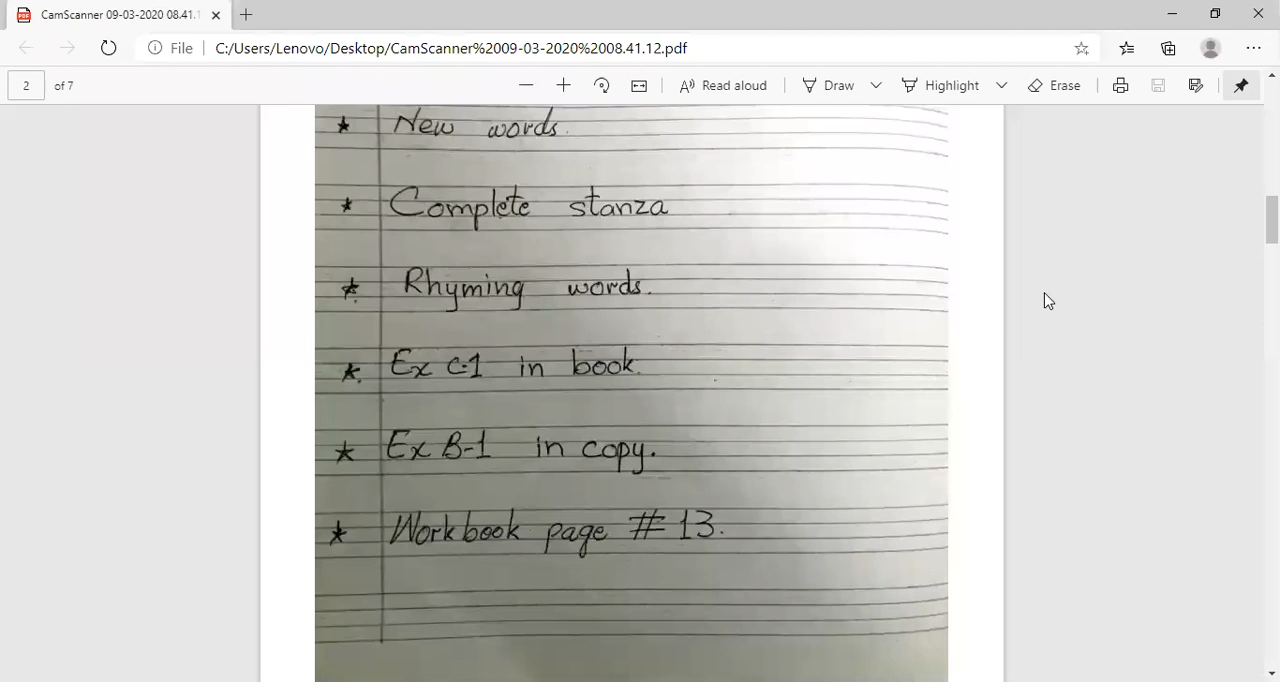 CamScanner 09-03-2020 08.41.1
File C:/Users/Lenovo/Desktop/CamScanner%2009-03-2020%2008.41.12.pdf
2 of 7 Read aloud Draw Highlight Erase
★ New words.
★ Complete stanza
★ Rhyming words.
★ Ex C-1 in book.
★ Ex B-1 in copy.
★ Workbook page # 13.